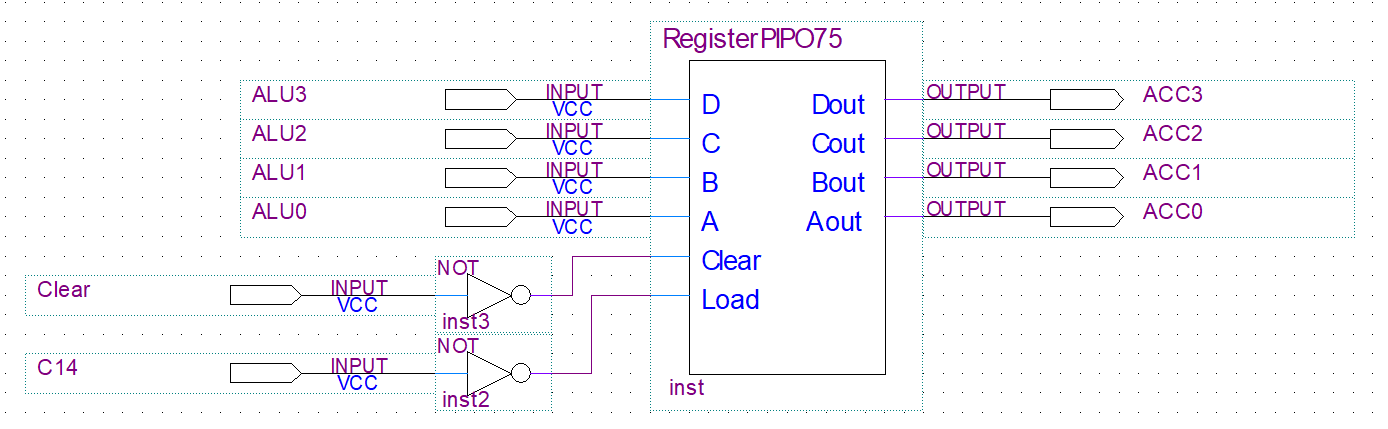 RegisterPIPO75
ALU3 INPUT VCC D Dout OUTPUT ACC3
ALU2 INPUT VCC C Cout OUTPUT ACC2
ALU1 INPUT VCC B Bout OUTPUT ACC1
ALU0 INPUT VCC A Aout OUTPUT ACC0
Clear
NOT
Clear INPUT VCC
inst3
Load
NOT
C14 INPUT VCC
inst2
inst